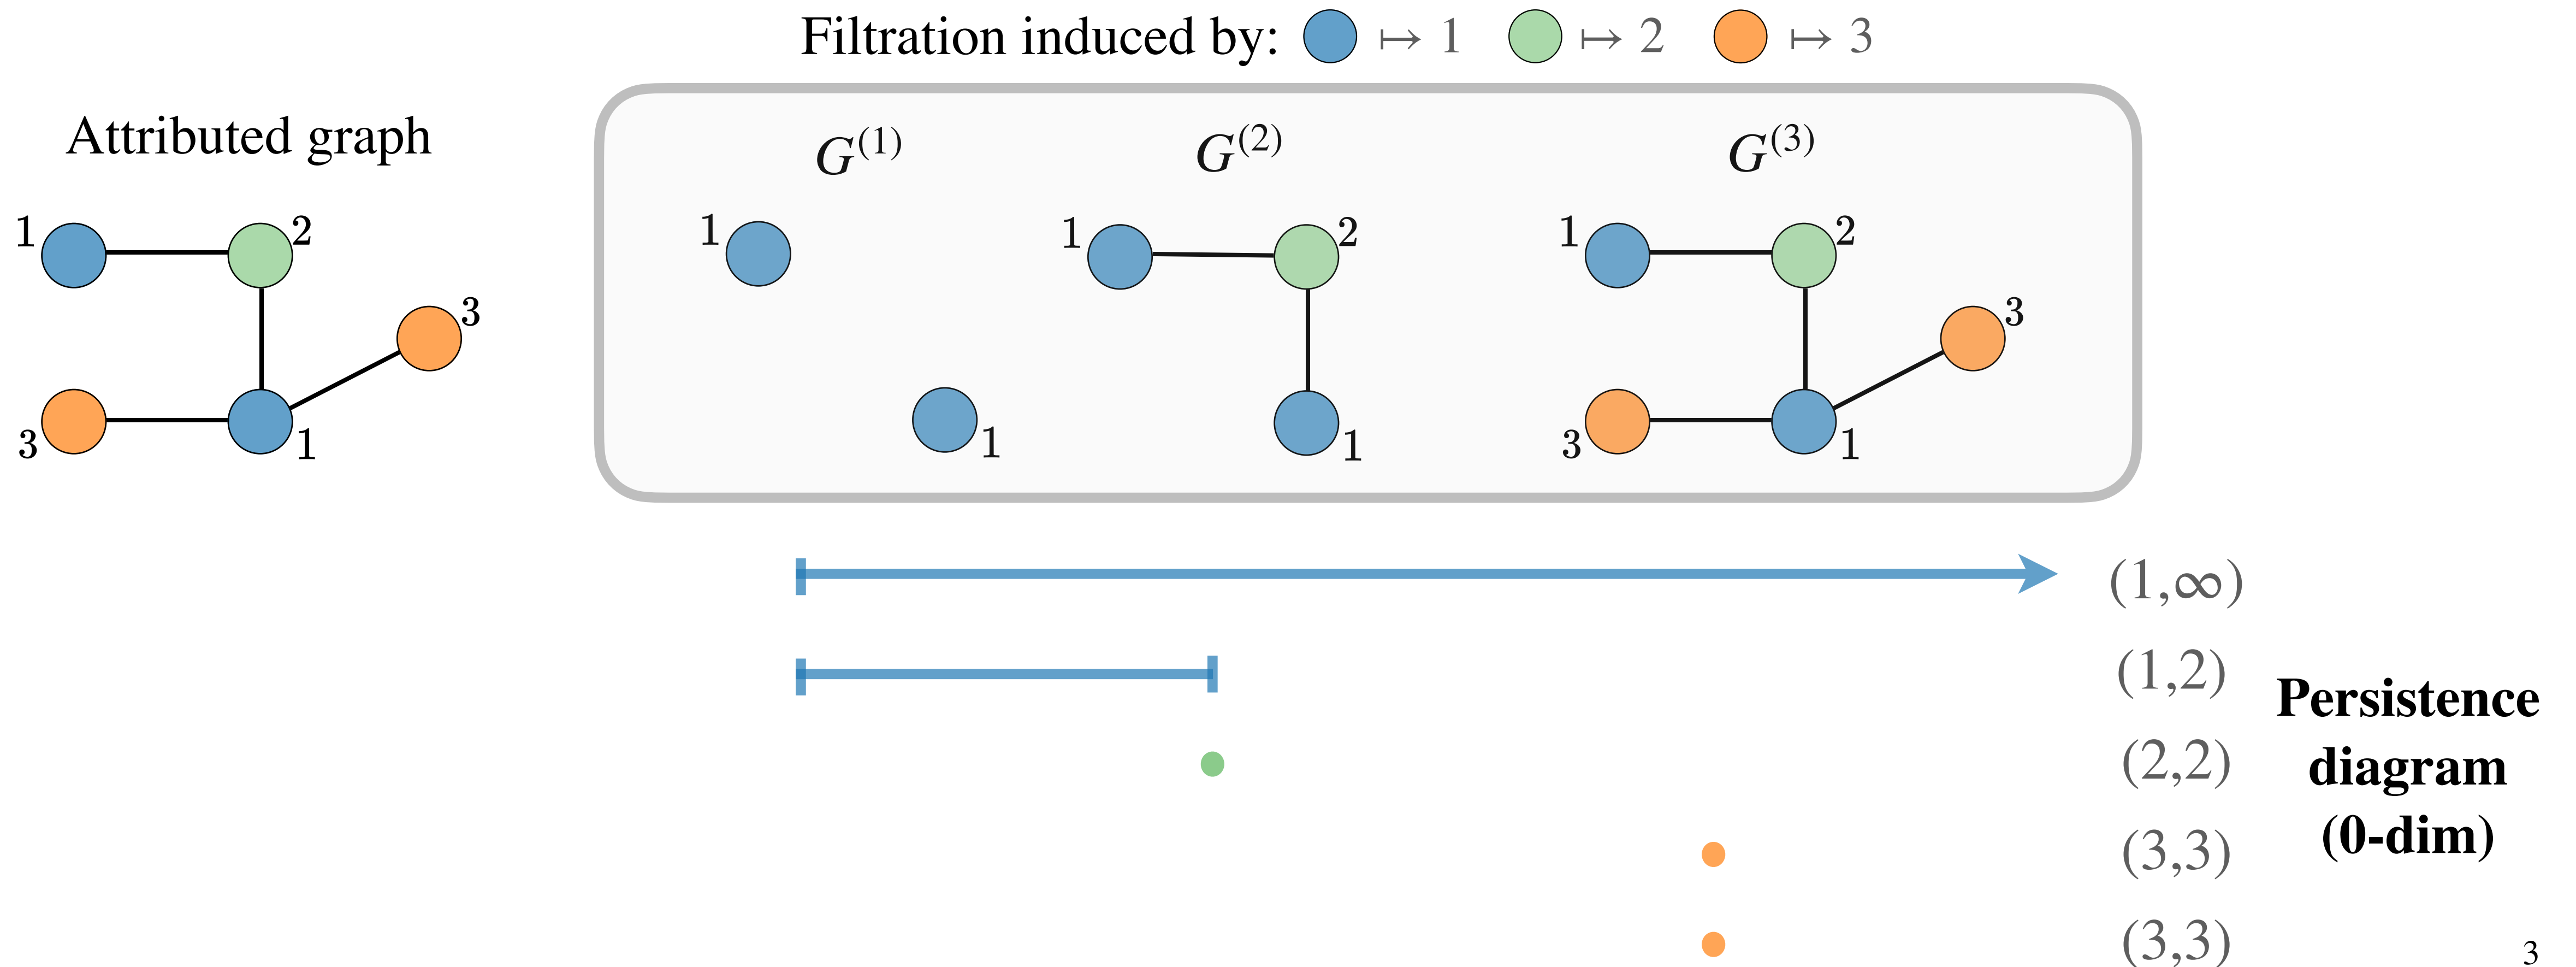 Filtration induced by: ↦ 1 ↦ 2 ↦ 3
Attributed graph
G^{(1)} G^{(2)} G^{(3)}
1 2 3 3 1
1 1
1 2 1
1 2 3 3 1
(1,∞)
(1,2)
(2,2)
(3,3)
(3,3)
Persistence
diagram
(0-dim)
3